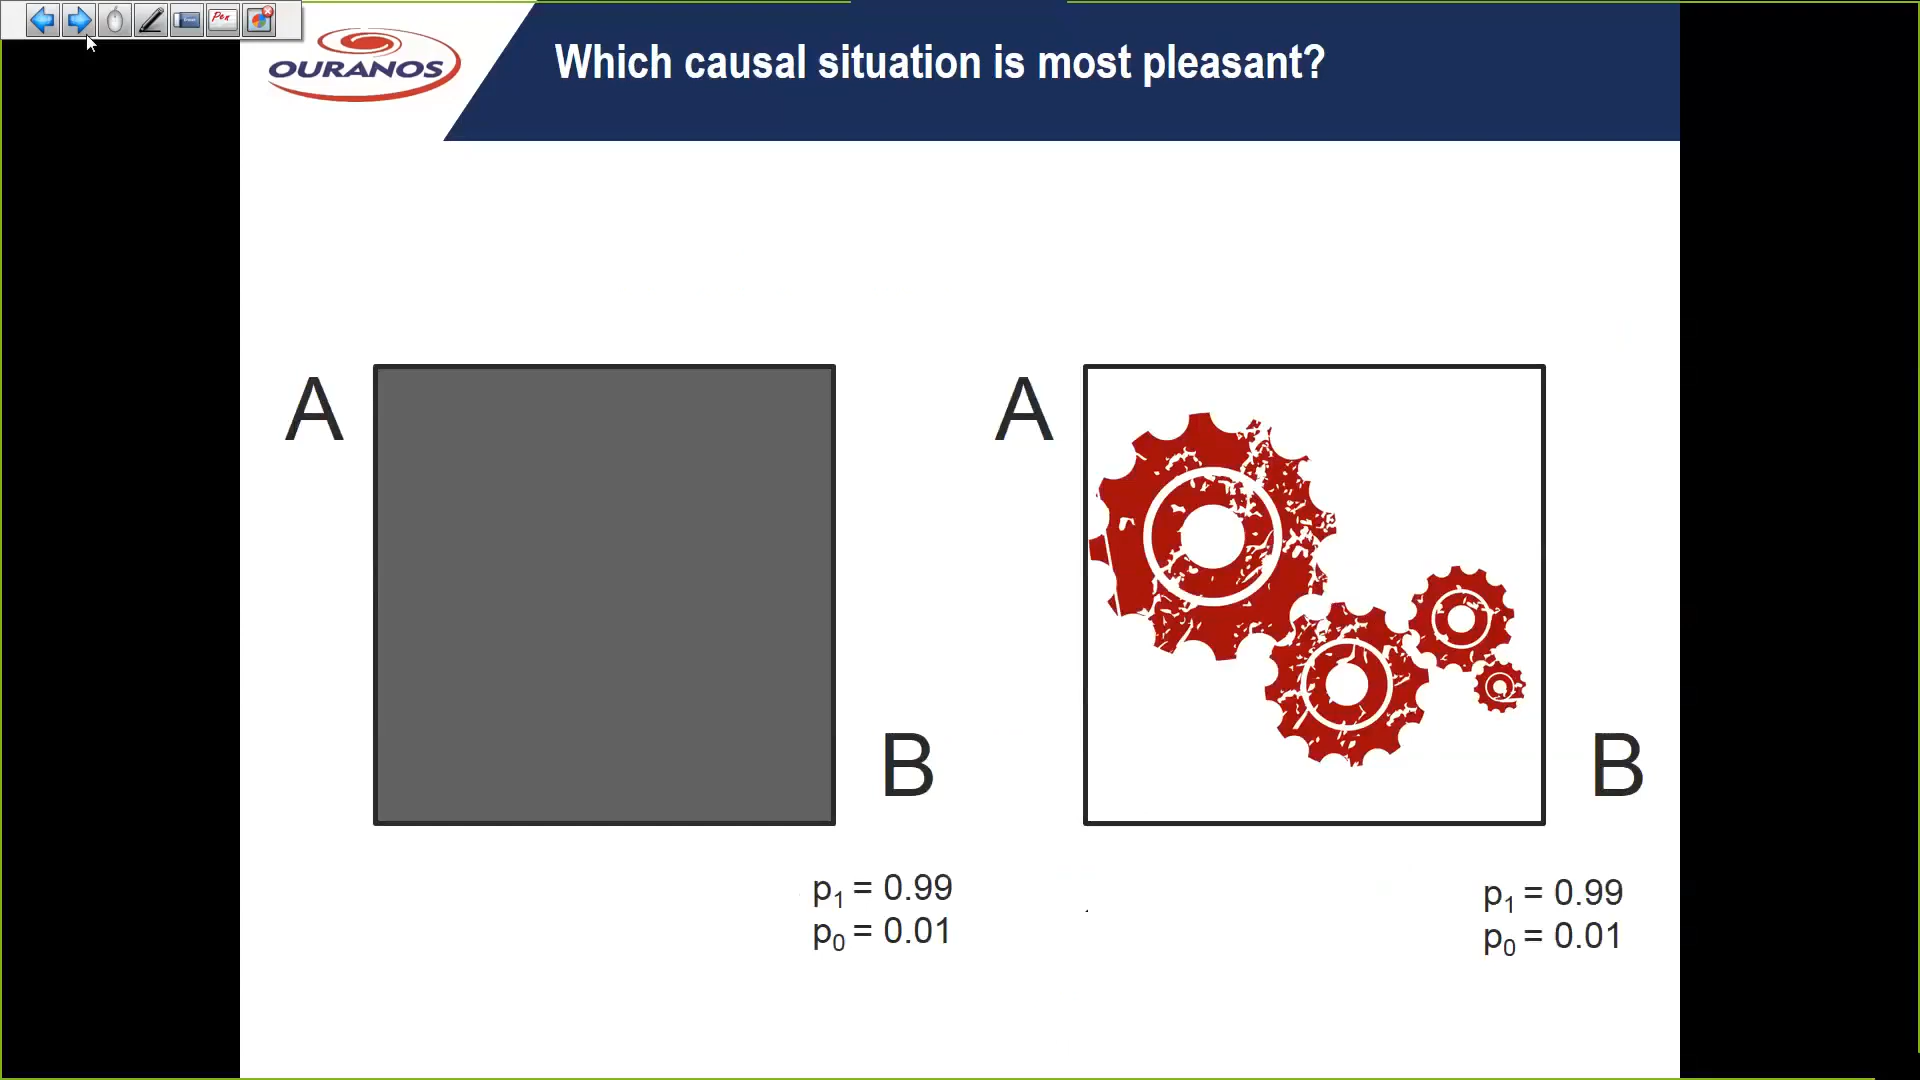 Pen
OURANOS
Which causal situation is most pleasant?
A
B
p₁ = 0.99
p₀ = 0.01
A
B
p₁ = 0.99
p₀ = 0.01